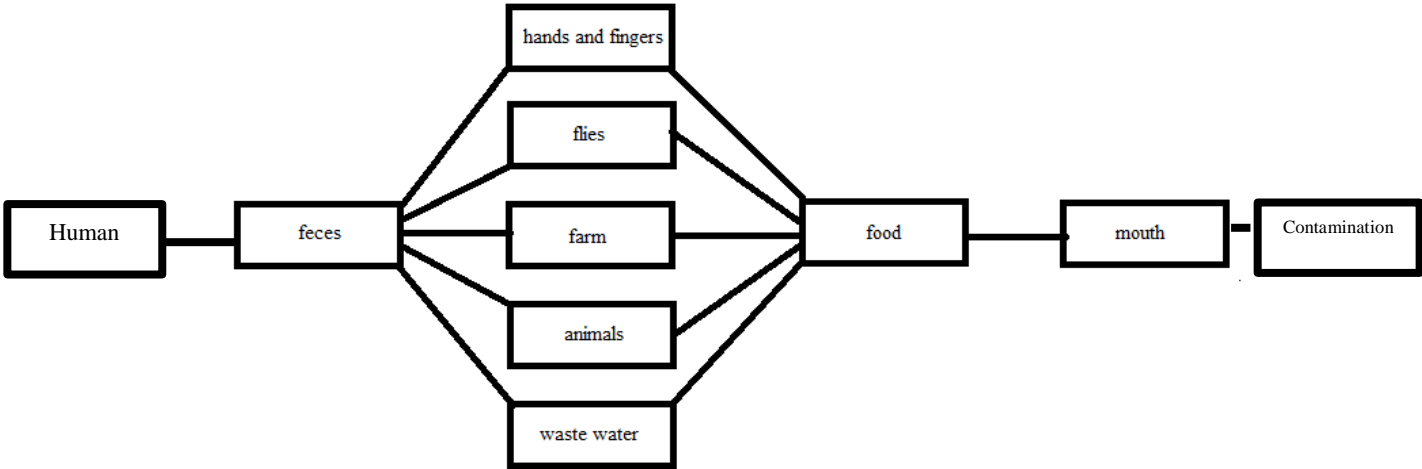 Human
feces
hands and fingers
flies
farm
animals
waste water
food
mouth
Contamination